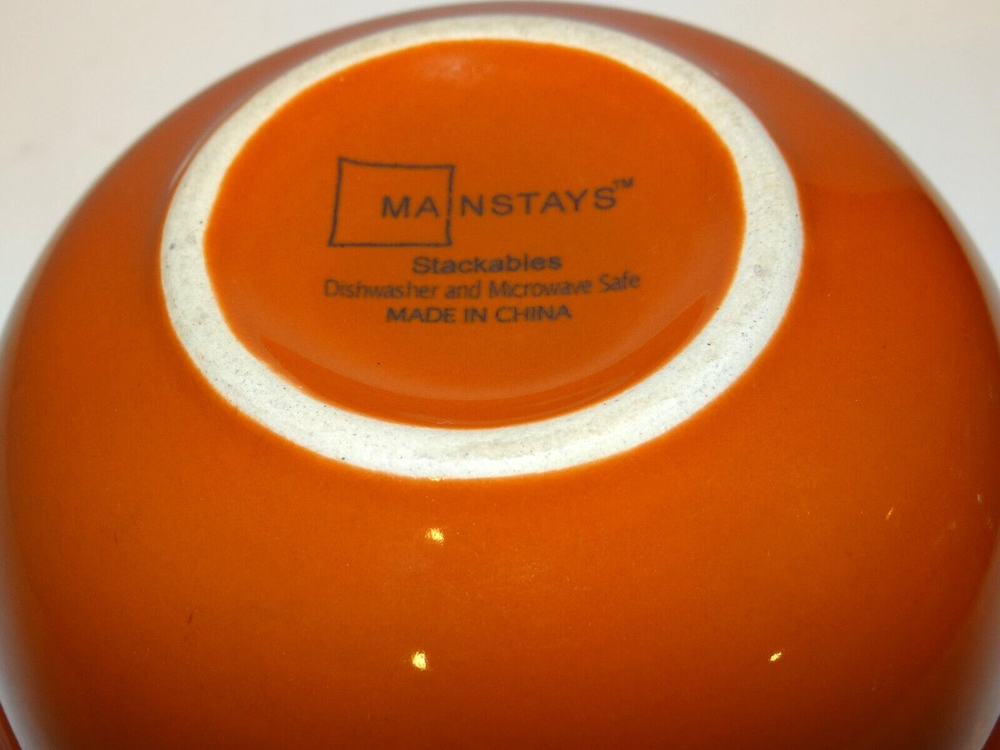 MAINSTAYS™
Stackables
Dishwasher and Microwave Safe
MADE IN CHINA